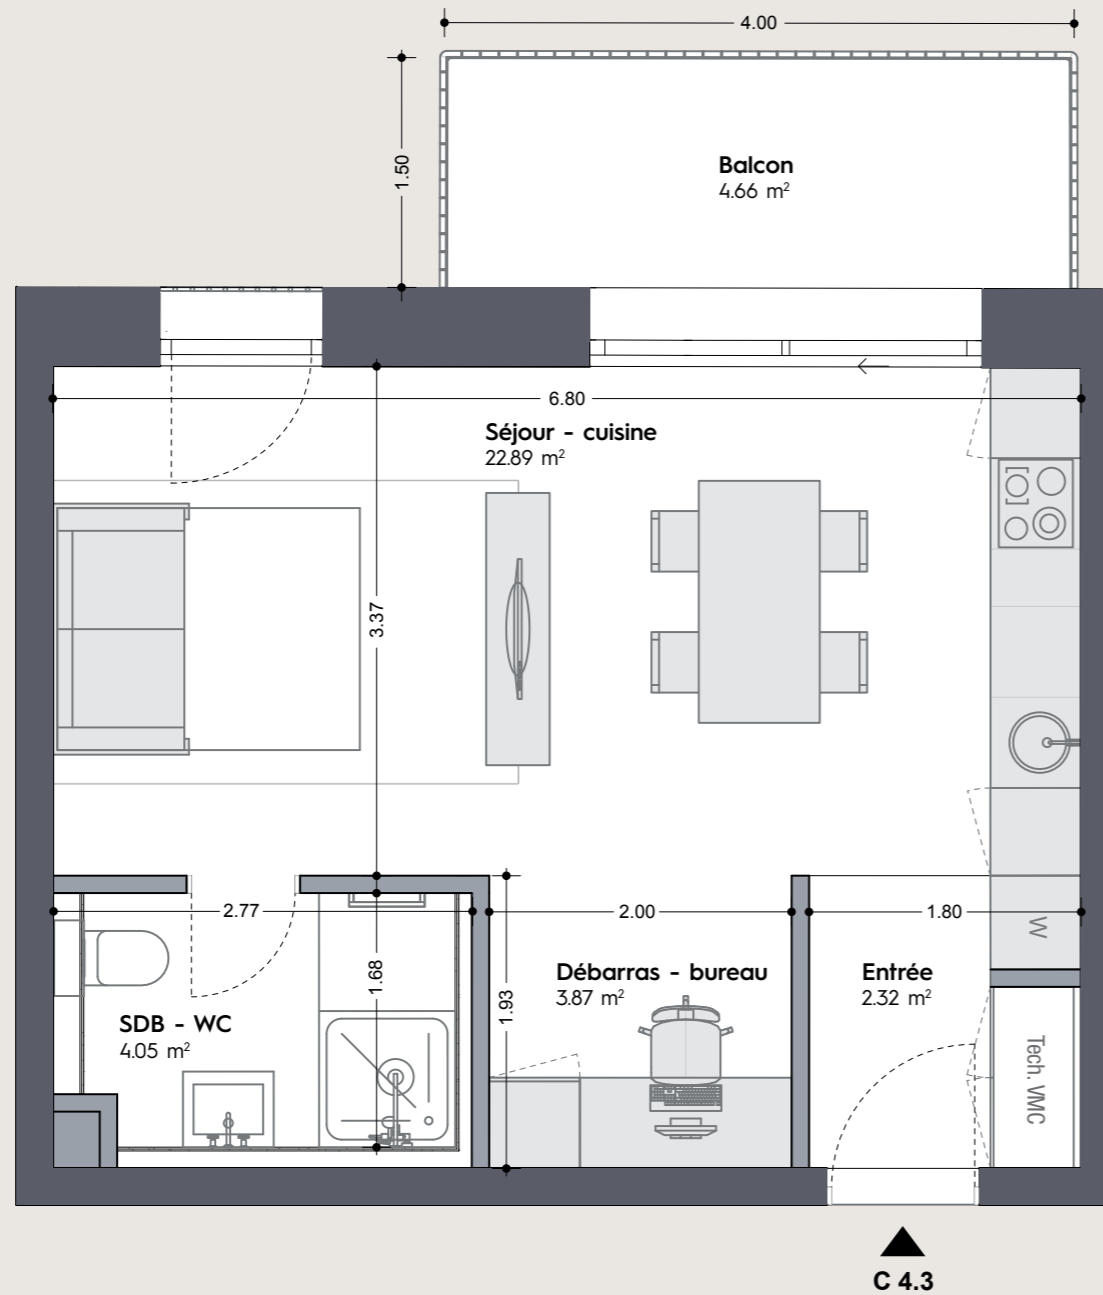 4.00
1.50
Balcon
4.66 m²
6.80
Séjour - cuisine
22.89 m²
3.37
2.77
2.00
1.80
W
1.68
1.93
Débarras - bureau
3.87 m²
Entrée
2.32 m²
SDB - WC
4.05 m²
Tech. VMC
C 4.3